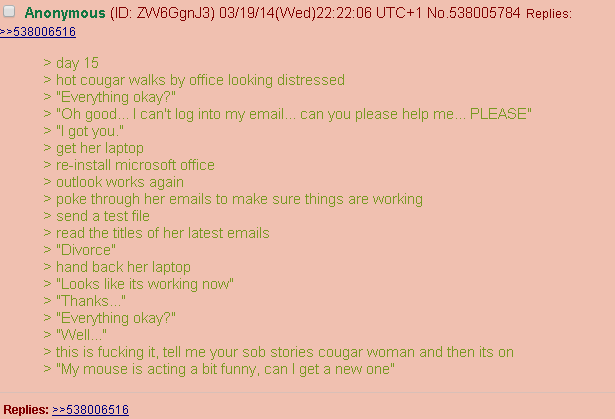 Anonymous (ID: ZW6GgnJ3) 03/19/14(Wed)22:22:06 UTC+1 No.538005784 Replies:
>>538006516
> day 15
> hot cougar walks by office looking distressed
> "Everything okay?"
> "Oh good... I can't log into my email... can you please help me... PLEASE"
> "I got you."
> get her laptop
> re-install microsoft office
> outlook works again
> poke through her emails to make sure things are working
> send a test file
> read the titles of her latest emails
> "Divorce"
> hand back her laptop
> "Looks like its working now"
> "Thanks..."
> "Everything okay?"
> "Well..."
> this is fucking it, tell me your sob stories cougar woman and then its on
> "My mouse is acting a bit funny, can I get a new one"
Replies: >>538006516